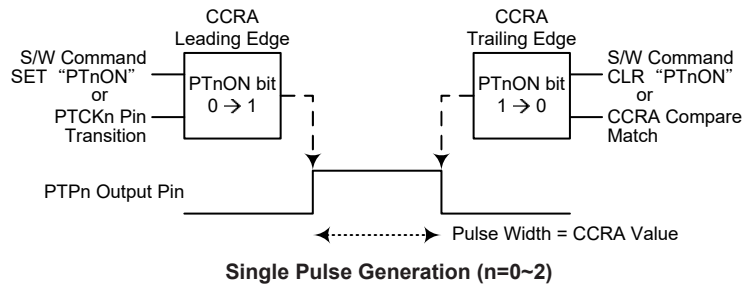 CCRA
Leading Edge
S/W Command
SET “PTnON”
or
PTCKn Pin
Transition
PTnON bit
0 → 1
CCRA
Trailing Edge
PTnON bit
1 → 0
S/W Command
CLR “PTnON”
or
CCRA Compare
Match
PTPn Output Pin
Pulse Width = CCRA Value
Single Pulse Generation (n=0~2)